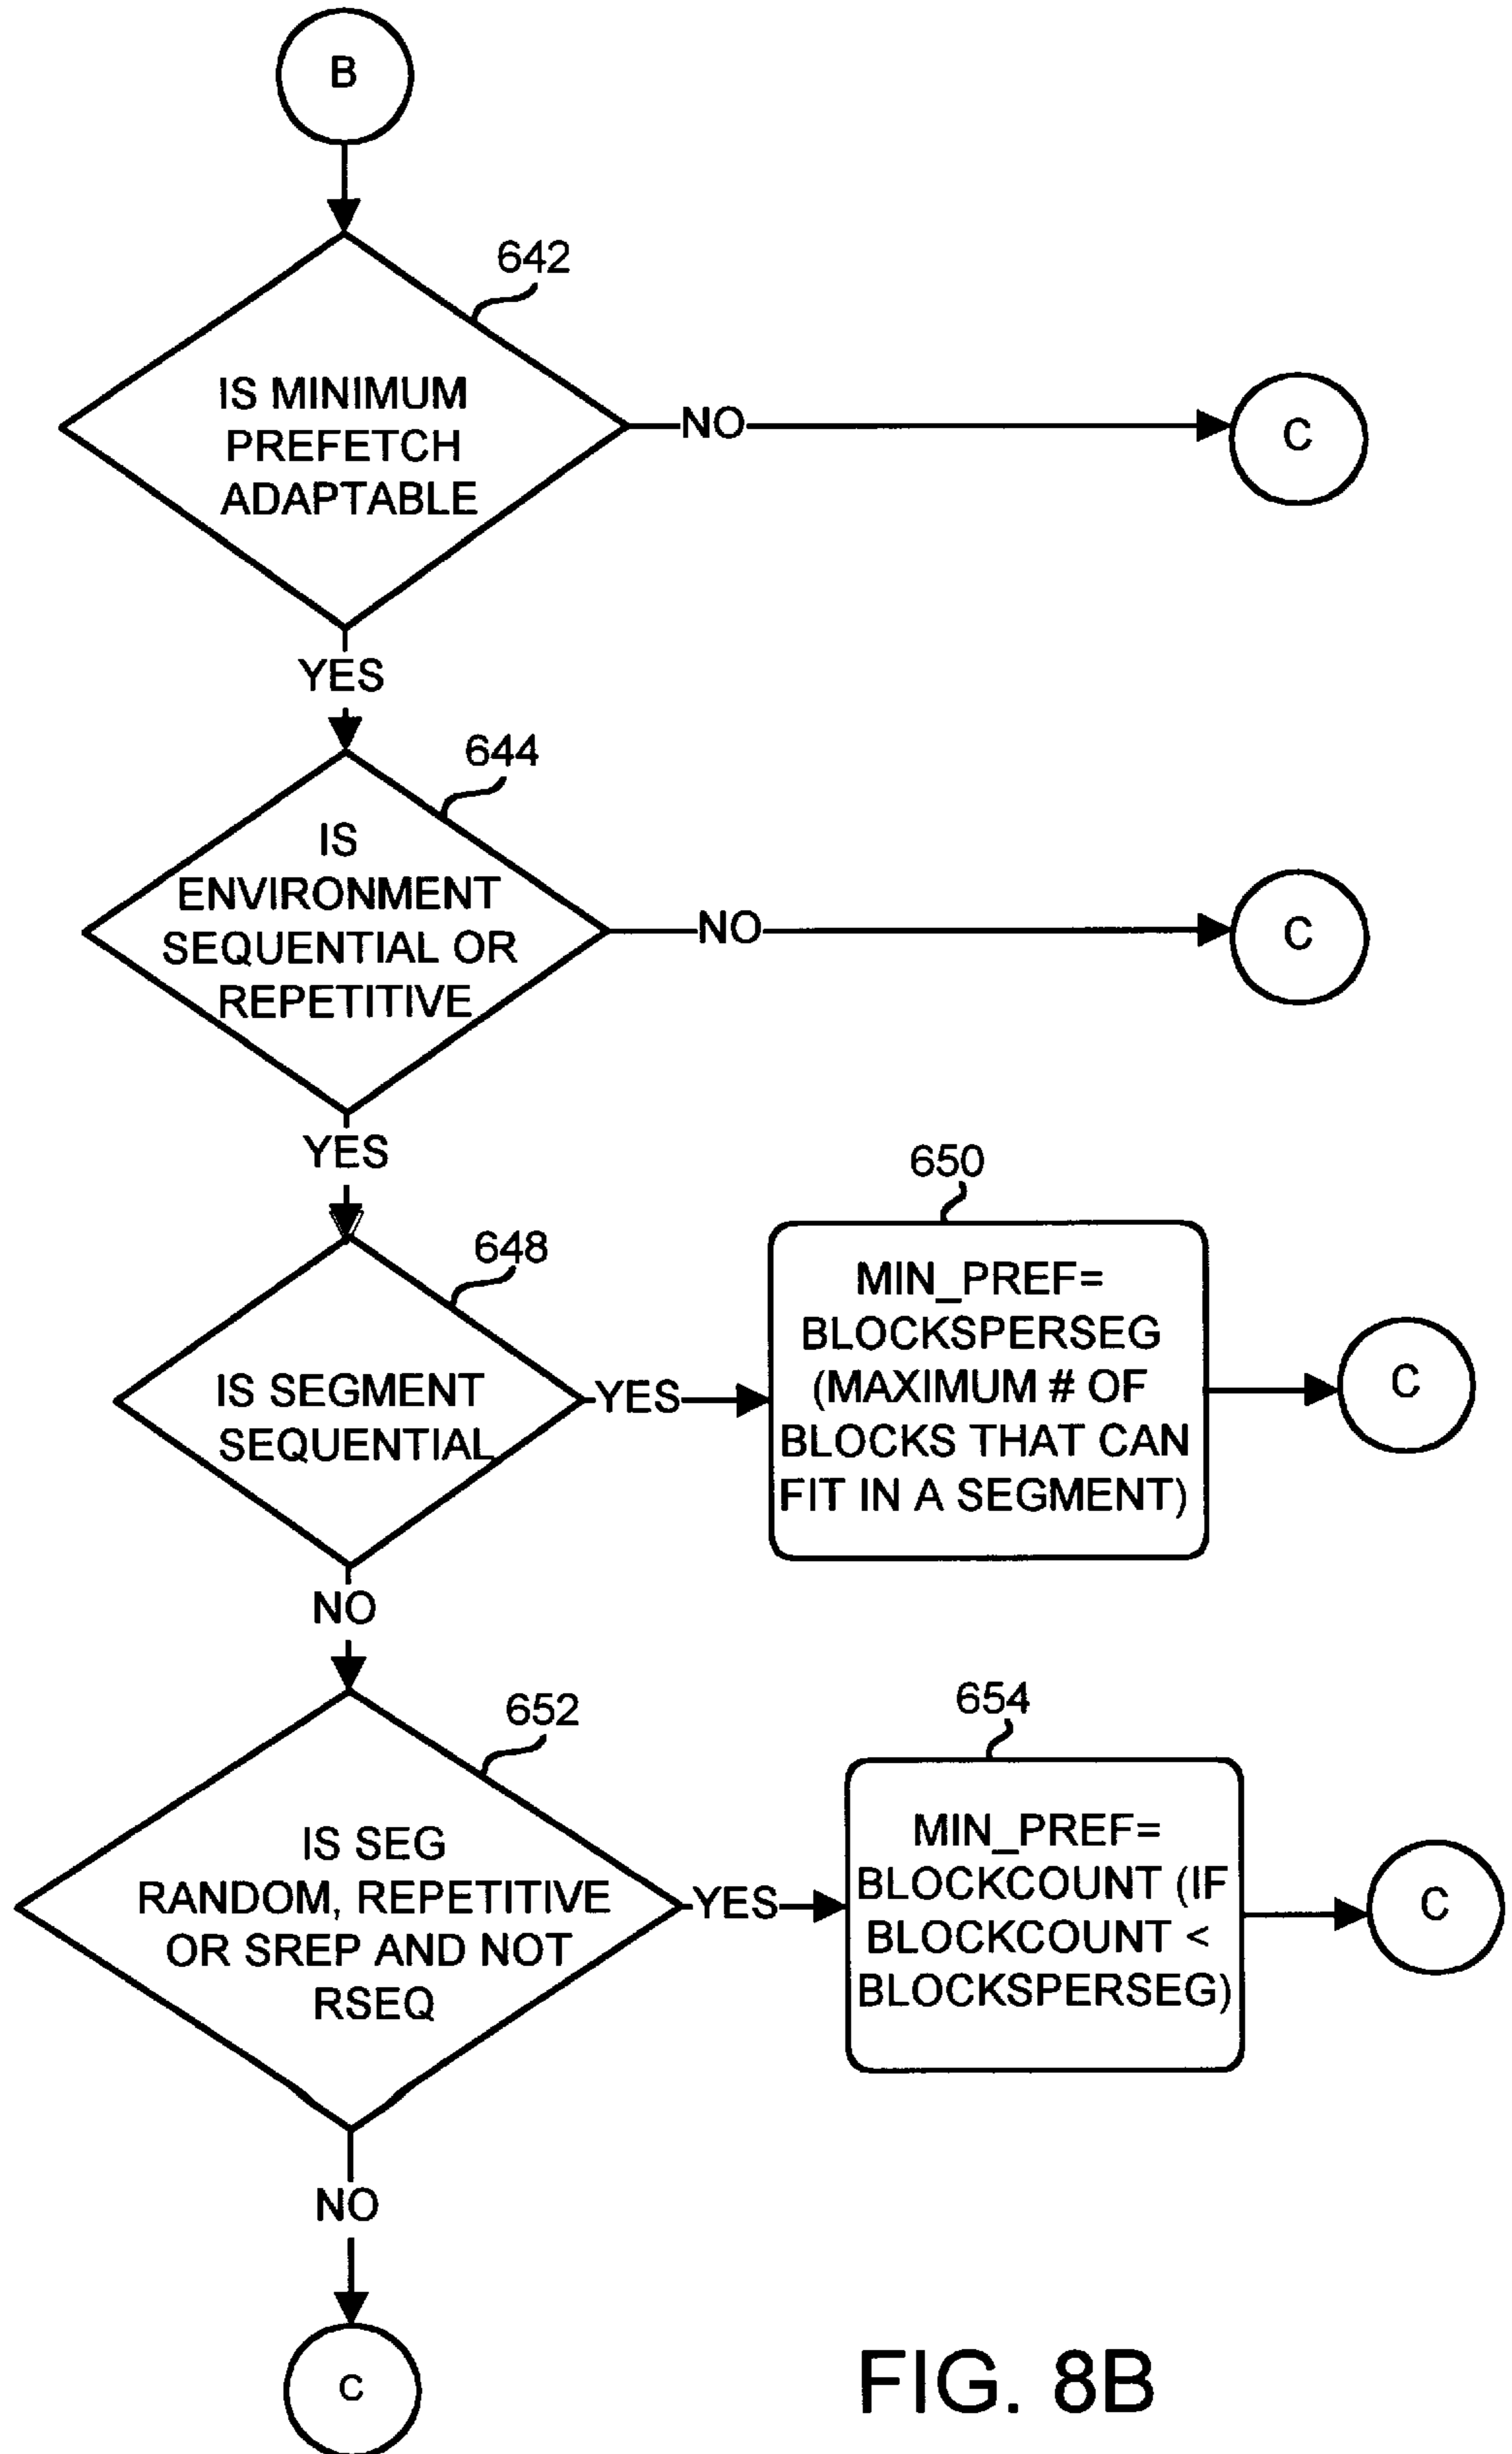 B
642
IS MINIMUM
PREFETCH
ADAPTABLE
NO
C
YES
644
IS
ENVIRONMENT
SEQUENTIAL OR
REPETITIVE
NO
C
YES
648
IS SEGMENT
SEQUENTIAL
YES
650
MIN_PREF=
BLOCKSPERSEG
(MAXIMUM # OF
BLOCKS THAT CAN
FIT IN A SEGMENT)
C
NO
652
IS SEG
RANDOM, REPETITIVE
OR SREP AND NOT
RSEQ
YES
654
MIN_PREF=
BLOCKCOUNT (IF
BLOCKCOUNT <
BLOCKSPERSEG)
C
NO
C
FIG. 8B